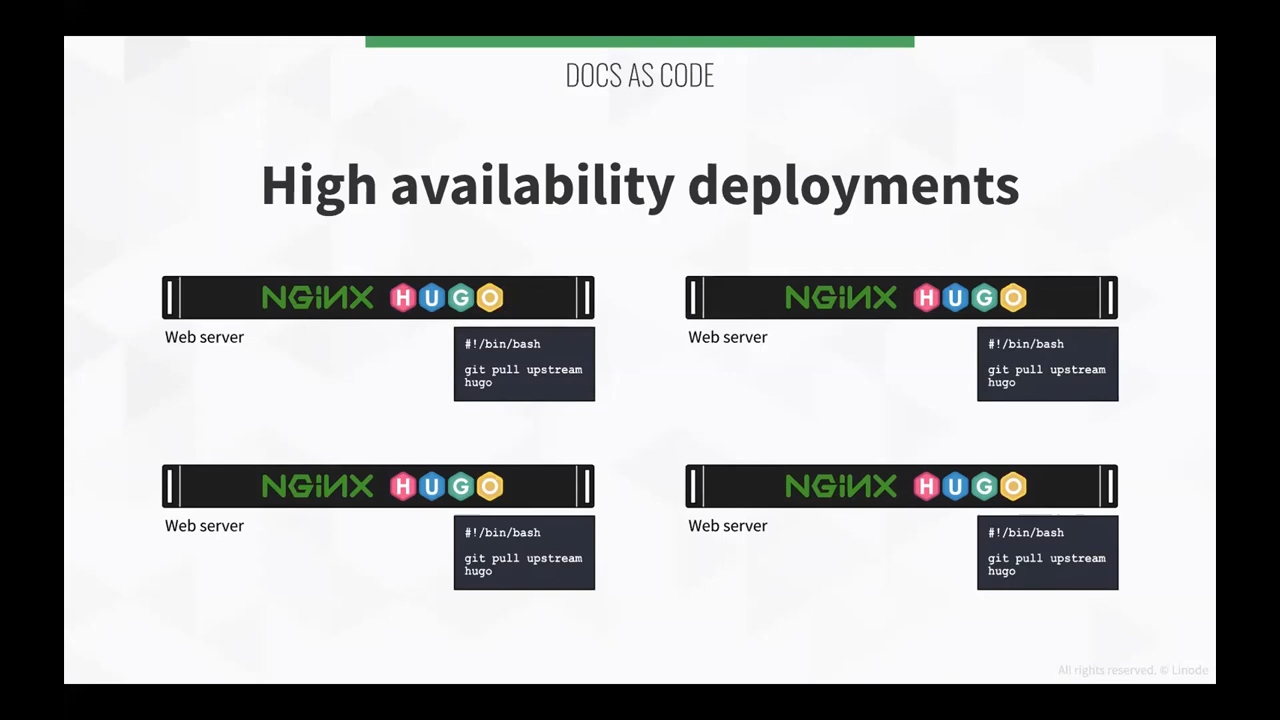 DOCS AS CODE
High availability deployments
NGiNX HUGO
Web server
#!/bin/bash
git pull upstream
hugo
NGiNX HUGO
Web server
#!/bin/bash
git pull upstream
hugo
NGiNX HUGO
Web server
#!/bin/bash
git pull upstream
hugo
NGiNX HUGO
Web server
#!/bin/bash
git pull upstream
hugo
All rights reserved. © Linode